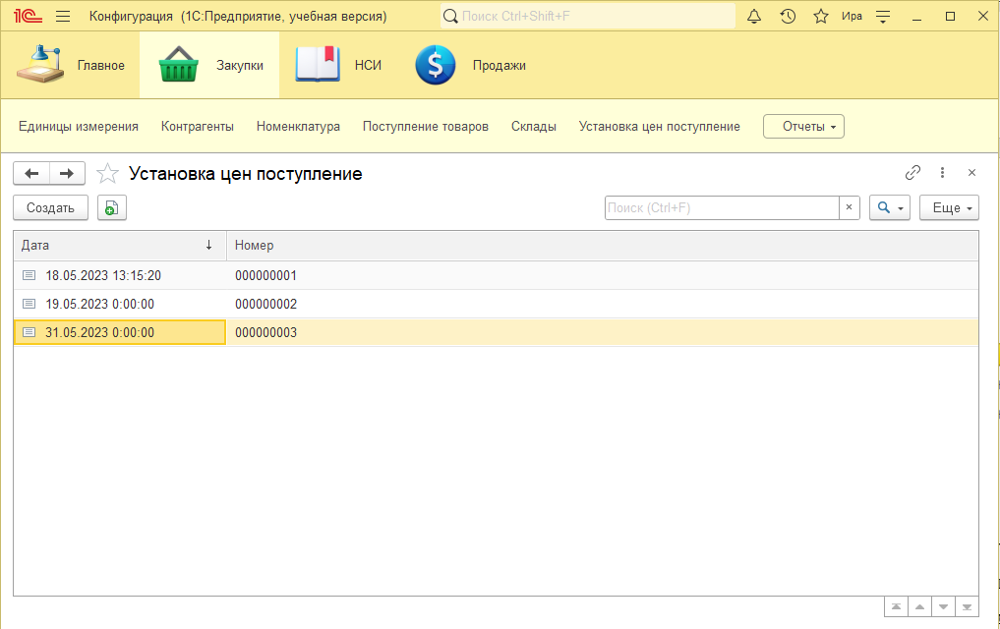 1С Конфигурация (1С:Предприятие, учебная версия) Поиск Ctrl+Shift+F Ира
Главное Закупки НСИ Продажи
Единицы измерения Контрагенты Номенклатура Поступление товаров Склады Установка цен поступление Отчеты
Установка цен поступление
Создать Поиск (Ctrl+F) × Еще
Дата ↓ Номер
18.05.2023 13:15:20 000000001
19.05.2023 0:00:00 000000002
31.05.2023 0:00:00 000000003